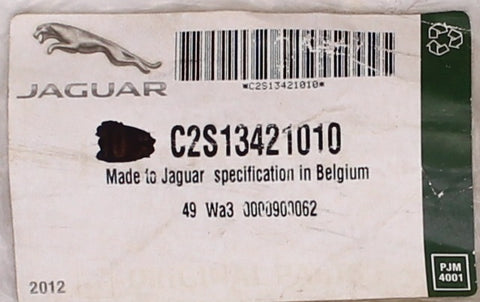 JAGUAR
*C2S13421010*
C2S13421010
Made to Jaguar specification in Belgium
49 Wa3 0000900062
2012
PJM
4001